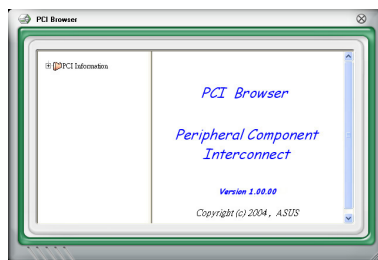 PCI Browser
PCI Information
PCI Browser
Peripheral Component
Interconnect
Version 1.00.00
Copyright (c) 2004, ASUS